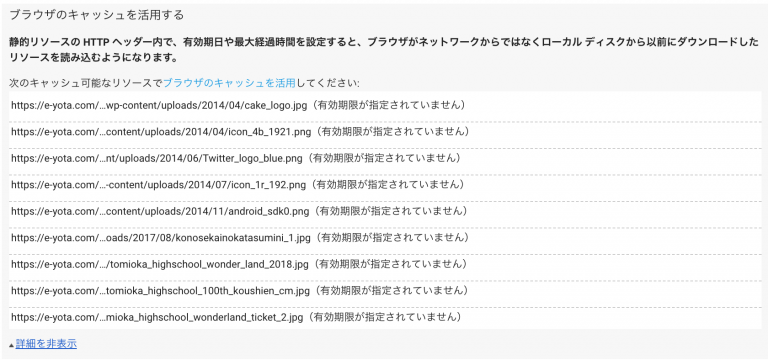 ブラウザのキャッシュを活用する
静的リソースの HTTP ヘッダー内で、有効期日や最大経過時間を設定すると、ブラウザがネットワークからではなくローカル ディスクから以前にダウンロードした
リソースを読み込むようになります。
次のキャッシュ可能なリソースでブラウザのキャッシュを活用してください:
https://e-yota.com/…wp-content/uploads/2014/04/cake_logo.jpg（有効期限が指定されていません）
https://e-yota.com/…content/uploads/2014/04/icon_4b_1921.png（有効期限が指定されていません）
https://e-yota.com/…nt/uploads/2014/06/Twitter_logo_blue.png（有効期限が指定されていません）
https://e-yota.com/…-content/uploads/2014/07/icon_1r_192.png（有効期限が指定されていません）
https://e-yota.com/…content/uploads/2014/11/android_sdk0.png（有効期限が指定されていません）
https://e-yota.com/…oads/2017/08/konosekainokatasumini_1.jpg（有効期限が指定されていません）
https://e-yota.com/…/tomioka_highschool_wonder_land_2018.jpg（有効期限が指定されていません）
https://e-yota.com/…tomioka_highschool_100th_koushien_cm.jpg（有効期限が指定されていません）
https://e-yota.com/…mioka_highschool_wonderland_ticket_2.jpg（有効期限が指定されていません）
▲詳細を非表示